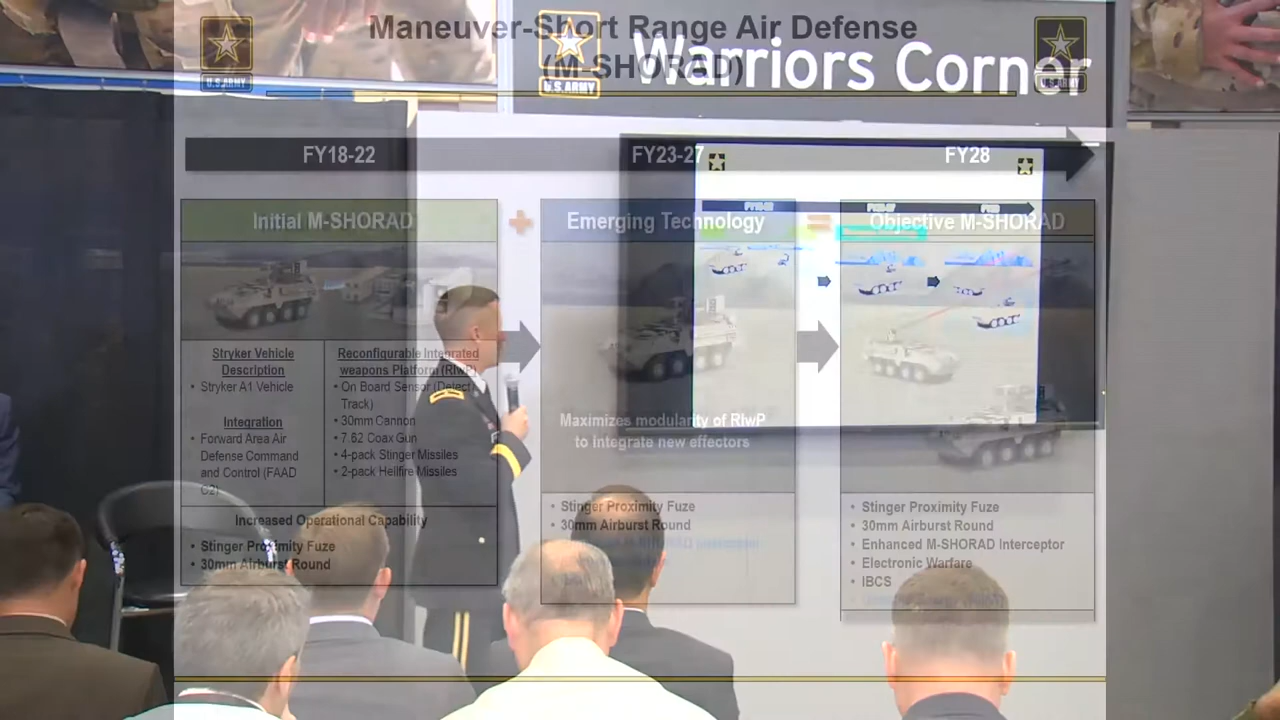 Maneuver-Short Range Air Defense
(M-SHORAD)
U.S.ARMY
U.S.ARMY
U.S.ARMY
Warriors Corner
FY18-22
FY23-27
FY28
Initial M-SHORAD
Emerging Technology
Objective M-SHORAD
Stryker Vehicle
Description
• Stryker A1 Vehicle
Integration
• Forward Area Air
Defense Command
and Control (FAAD
C2)
Reconfigurable Integrated
weapons Platform (RIwP)
• On Board Sensor (Detect /
Track)
• 30mm Cannon
• 7.62 Coax Gun
• 4-pack Stinger Missiles
• 2-pack Hellfire Missiles
Increased Operational Capability
• Stinger Proximity Fuze
• 30mm Airburst Round
Maximizes modularity of RIwP
to integrate new effectors
• Stinger Proximity Fuze
• 30mm Airburst Round
• Stinger Proximity Fuze
• 30mm Airburst Round
• Enhanced M-SHORAD Interceptor
• Electronic Warfare
• IBCS